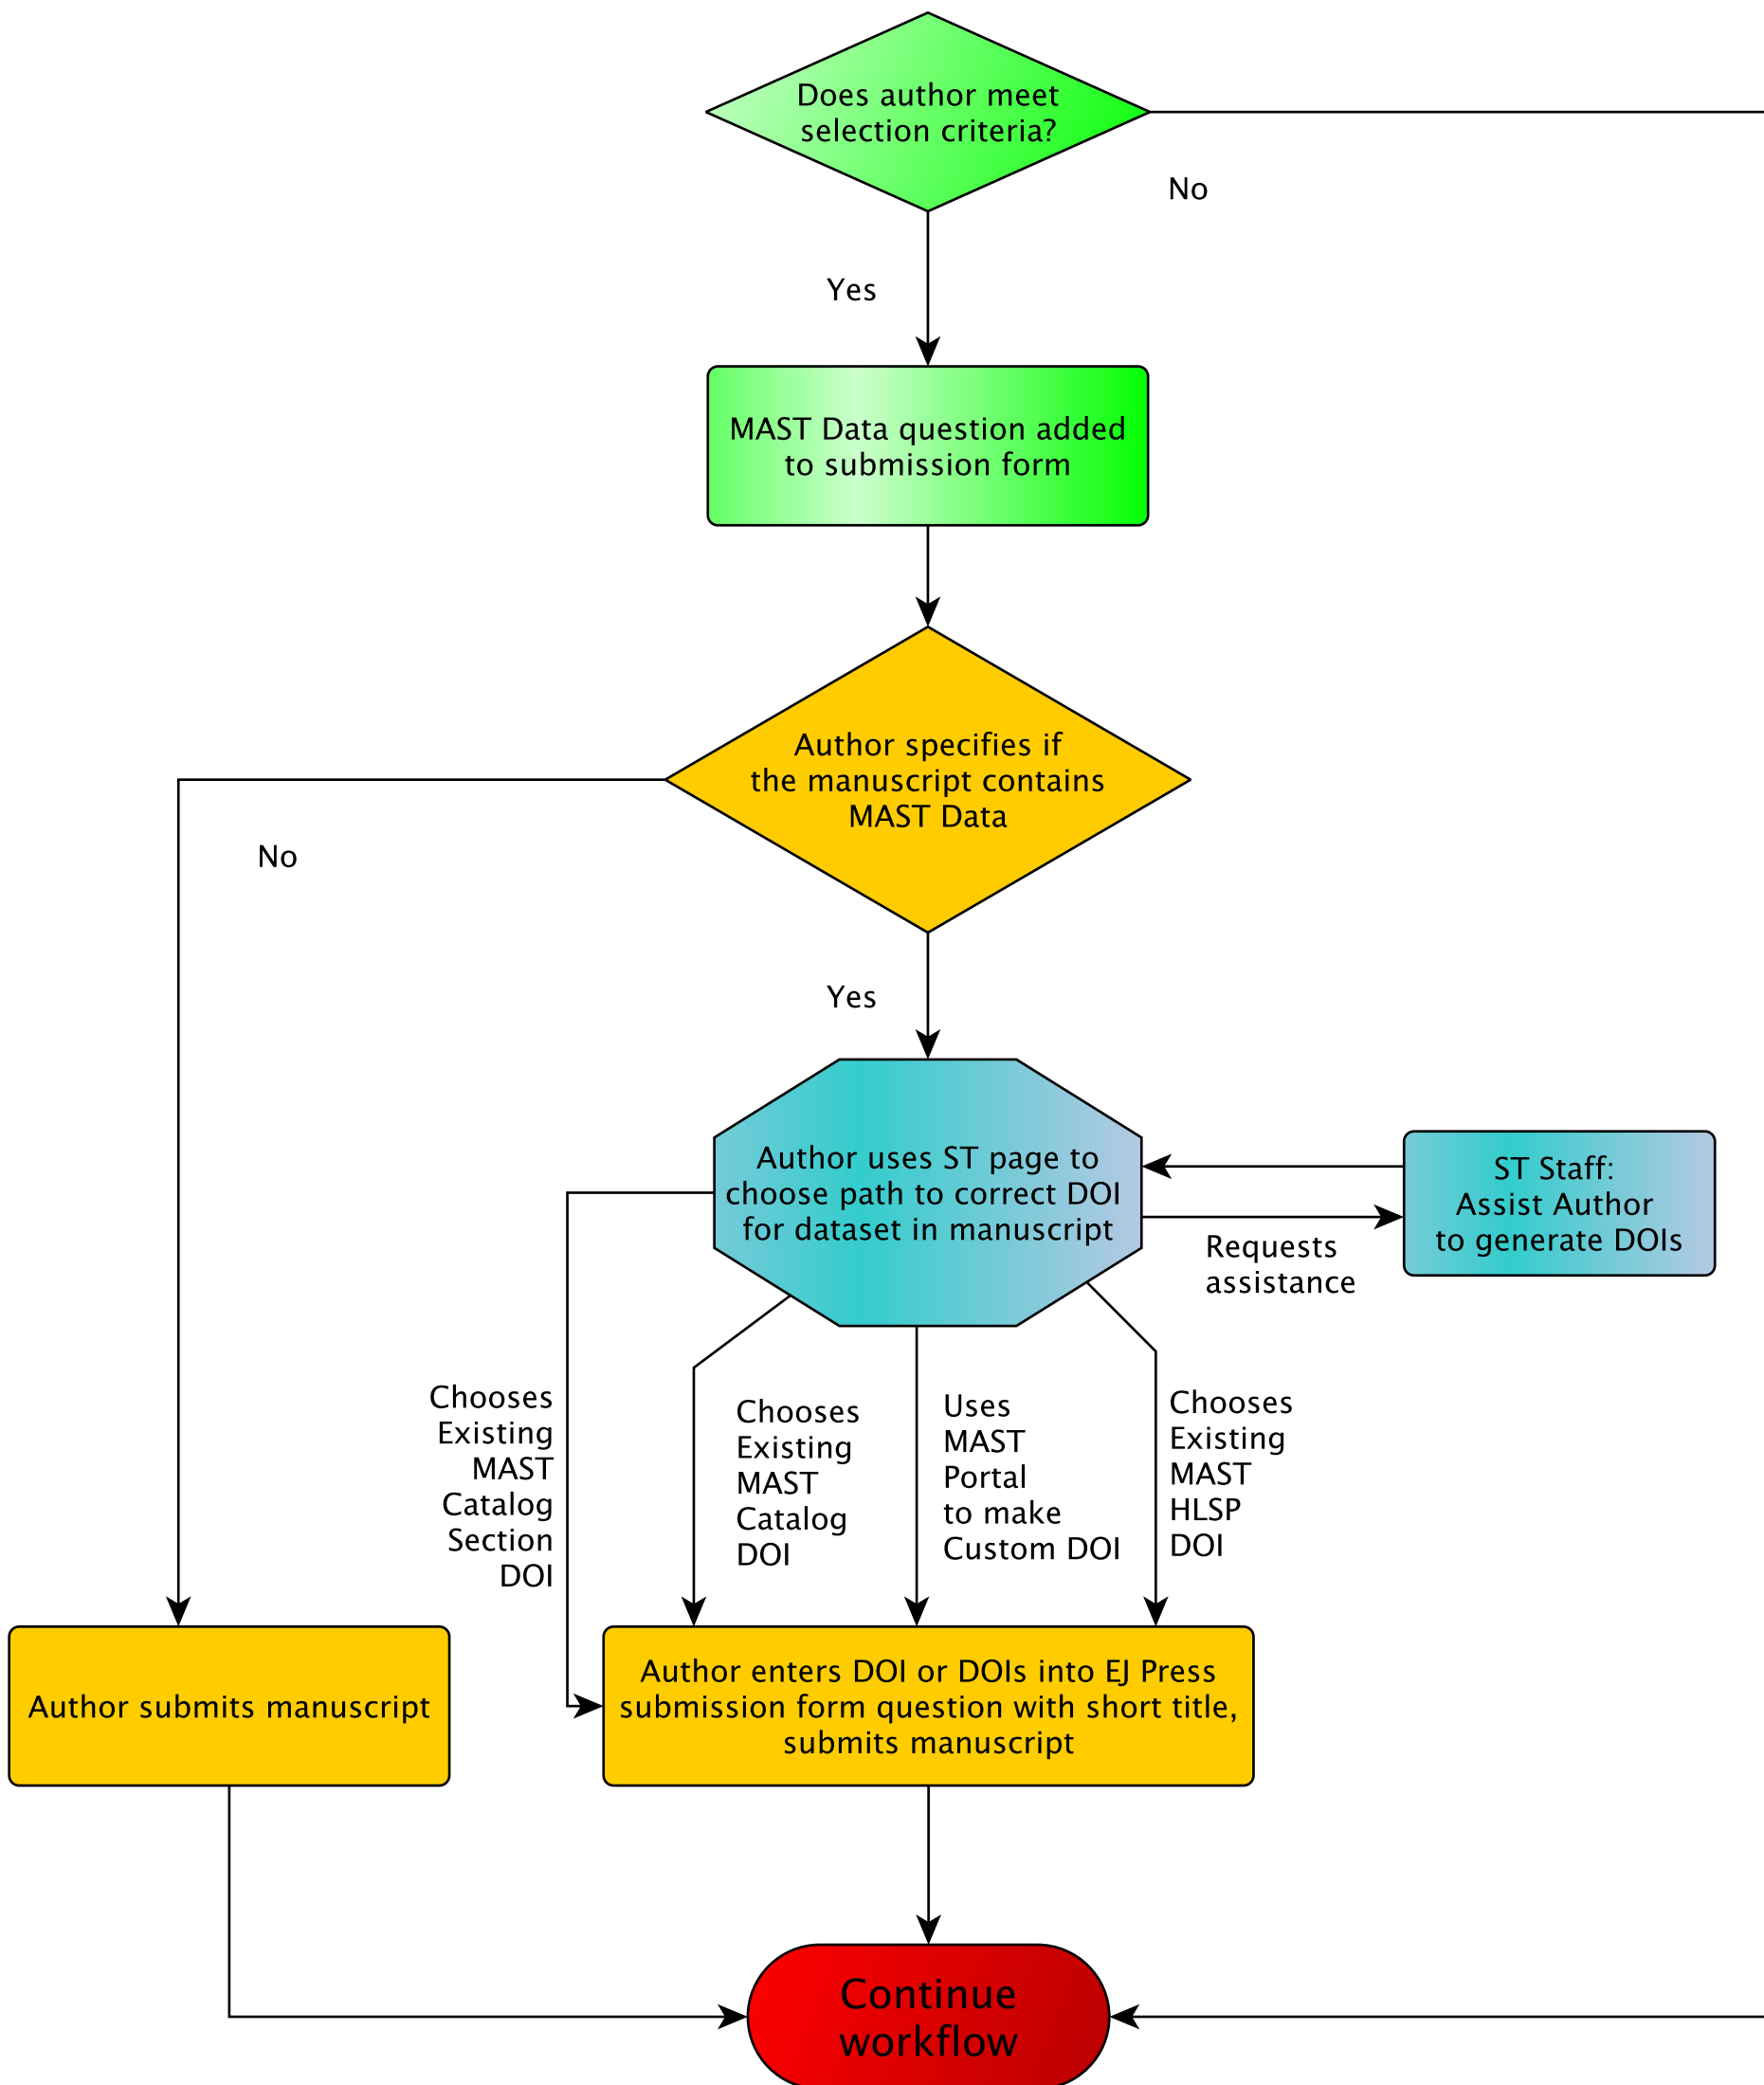 Does author meet
selection criteria?
No
Yes
MAST Data question added
to submission form
Author specifies if
the manuscript contains
MAST Data
No
Yes
Author uses ST page to
choose path to correct DOI
for dataset in manuscript
ST Staff:
Assist Author
to generate DOIs
Requests
assistance
Chooses
Existing
MAST
Catalog
Section
DOI
Chooses
Existing
MAST
Catalog
DOI
Uses
MAST
Portal
to make
Custom DOI
Chooses
Existing
MAST
HLSP
DOI
Author submits manuscript
Author enters DOI or DOIs into EJ Press
submission form question with short title,
submits manuscript
Continue
workflow